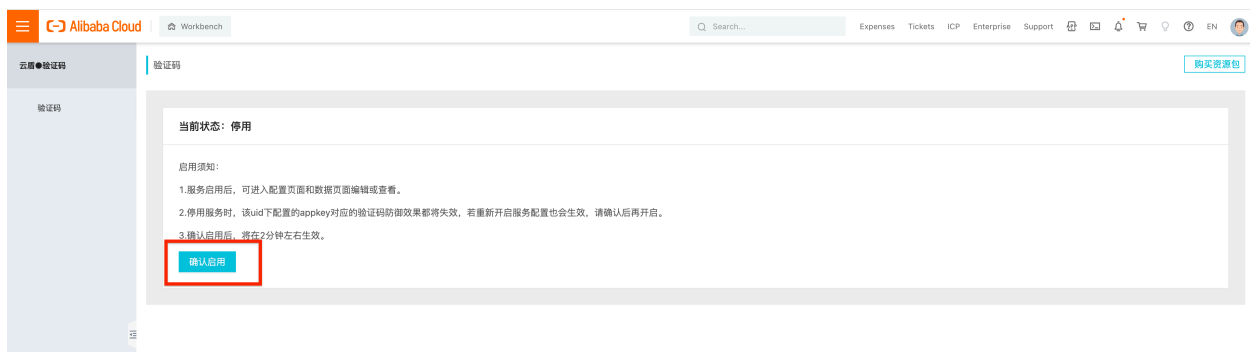 Alibaba Cloud
Workbench
Search...
Expenses
Tickets
ICP
Enterprise
Support
EN
云盾●验证码
验证码
购买资源包
验证码
当前状态：停用
启用须知：
1.服务启用后，可进入配置页面和数据页面编辑或查看。
2.停用服务时，该uid下配置的appkey对应的验证码防御效果都将失效，若重新开启服务配置也会生效，请确认后再开启。
3.确认启用后，将在2分钟左右生效。
确认启用